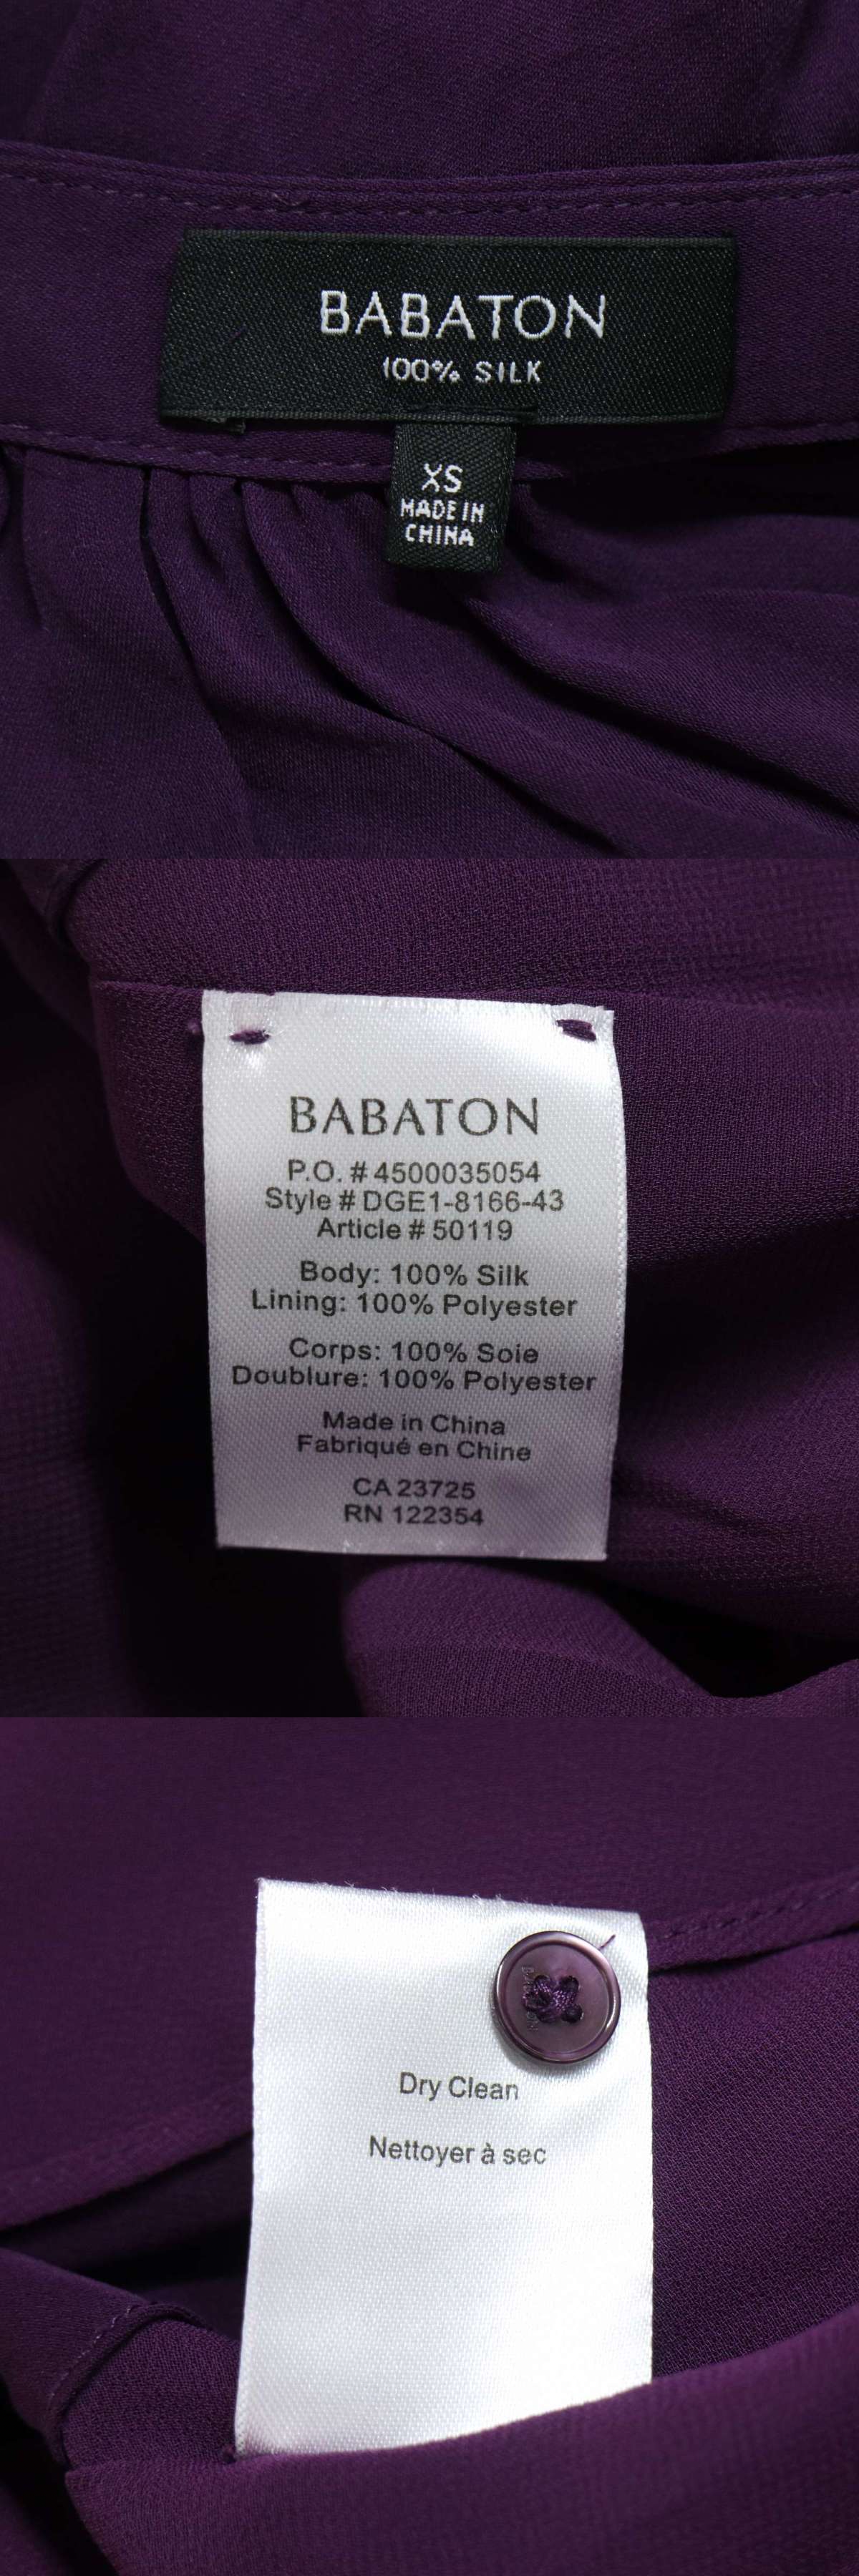 BABATON
100% SILK
XS
MADE IN
CHINA
BABATON
P.O. # 4500035054
Style # DGE1-8166-43
Article # 50119
Body: 100% Silk
Lining: 100% Polyester
Corps: 100% Soie
Doublure: 100% Polyester
Made in China
Fabriqué en Chine
CA 23725
RN 122354
Dry Clean
Nettoyer à sec